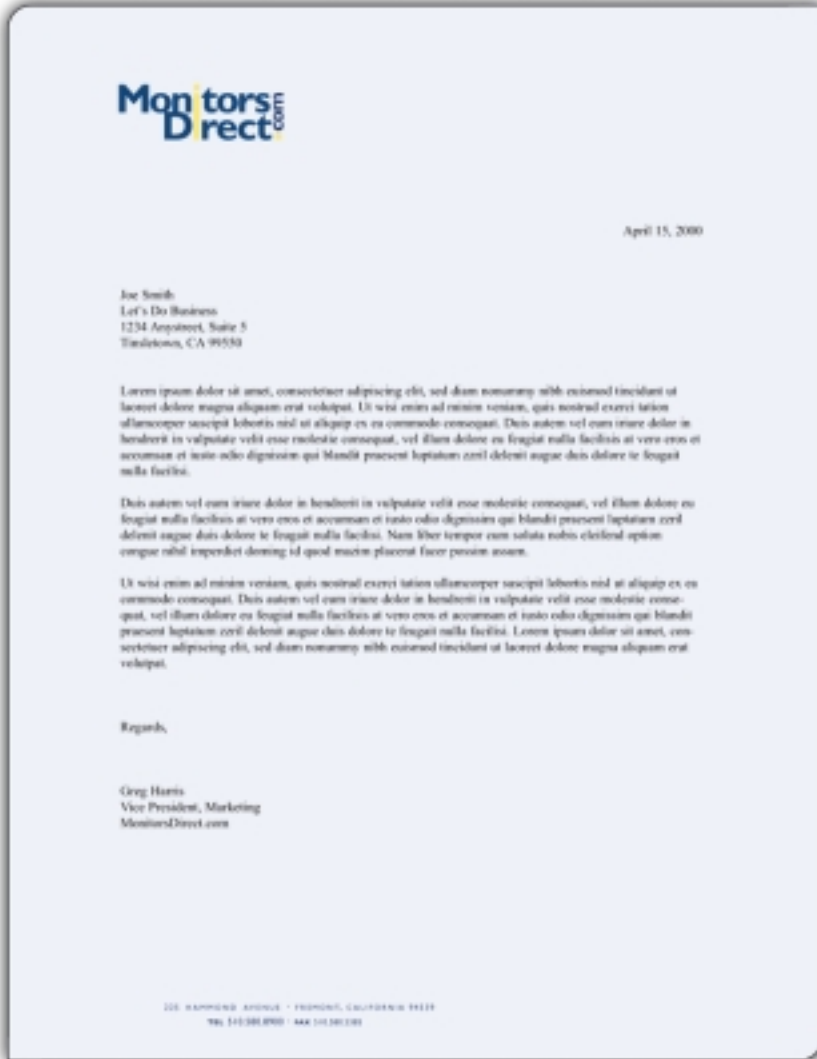 Monitors
Direct.com
April 15, 2000
Joe Smith
Let's Do Business
1234 Anystreet, Suite 5
Tinsletown, CA 99550
Lorem ipsum dolor sit amet, consectetuer adipiscing elit, sed diam nonummy nibh euismod tincidunt ut
laoreet dolore magna aliquam erat volutpat. Ut wisi enim ad minim veniam, quis nostrud exerci tation
ullamcorper suscipit lobortis nisl ut aliquip ex ea commodo consequat. Duis autem vel eum iriure dolor in
hendrerit in vulputate velit esse molestie consequat, vel illum dolore eu feugiat nulla facilisis at vero eros et
accumsan et iusto odio dignissim qui blandit praesent luptatum zzril delenit augue duis dolore te feugait
nulla facilisi.
Duis autem vel eum iriure dolor in hendrerit in vulputate velit esse molestie consequat, vel illum dolore eu
feugiat nulla facilisis at vero eros et accumsan et iusto odio dignissim qui blandit praesent luptatum zzril
delenit augue duis dolore te feugait nulla facilisi. Nam liber tempor cum soluta nobis eleifend option
congue nihil imperdiet doming id quod mazim placerat facer possim assum.
Ut wisi enim ad minim veniam, quis nostrud exerci tation ullamcorper suscipit lobortis nisl ut aliquip ex ea
commodo consequat. Duis autem vel eum iriure dolor in hendrerit in vulputate velit esse molestie conse-
quat, vel illum dolore eu feugiat nulla facilisis at vero eros et accumsan et iusto odio dignissim qui blandit
praesent luptatum zzril delenit augue duis dolore te feugait nulla facilisi. Lorem ipsum dolor sit amet, con-
sectetuer adipiscing elit, sed diam nonummy nibh euismod tincidunt ut laoreet dolore magna aliquam erat
volutpat.
Regards,
Greg Harris
Vice President, Marketing
MonitorsDirect.com
HAMMOND AVENUE · FREMONT, CALIFORNIA
TEL · FAX